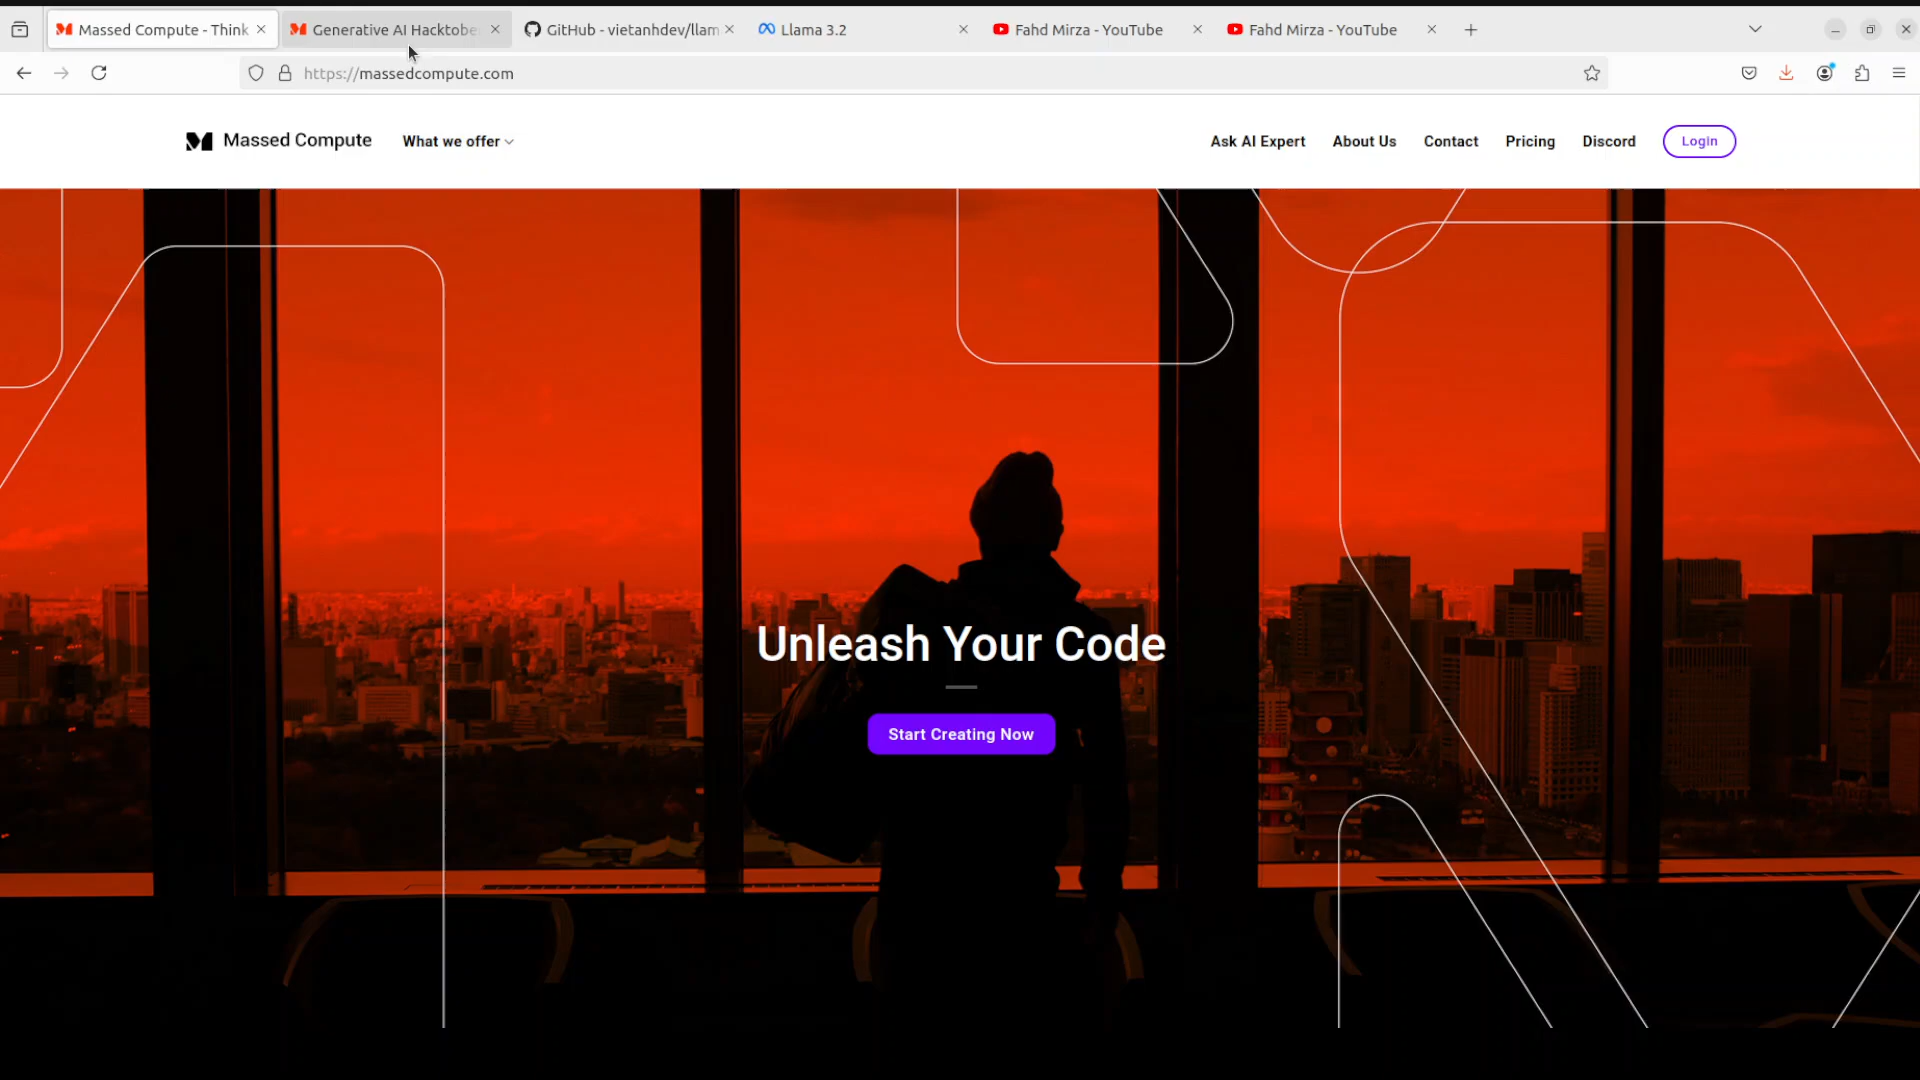 Massed Compute - Think
Generative AI Hacktobe
GitHub - vietanhdev/llam
Llama 3.2
Fahd Mirza - YouTube
Fahd Mirza - YouTube
https://massedcompute.com
Massed Compute
What we offer
Ask AI Expert
About Us
Contact
Pricing
Discord
Login
Unleash Your Code
Start Creating Now